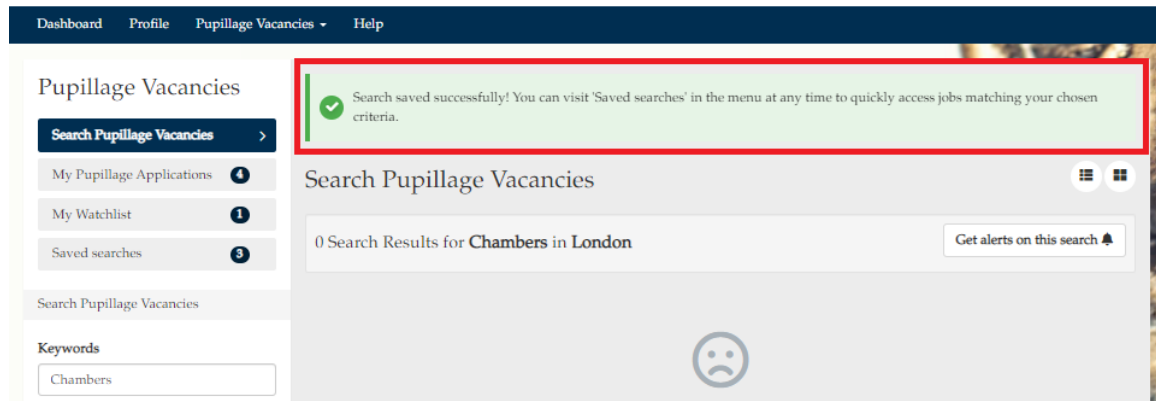 Dashboard Profile Pupillage Vacancies Help
Pupillage Vacancies
Search Pupillage Vacancies
My Pupillage Applications 4
My Watchlist 1
Saved searches 3
Search Pupillage Vacancies
Keywords
Chambers
Search saved successfully! You can visit 'Saved searches' in the menu at any time to quickly access jobs matching your chosen
criteria.
Search Pupillage Vacancies
0 Search Results for Chambers in London
Get alerts on this search